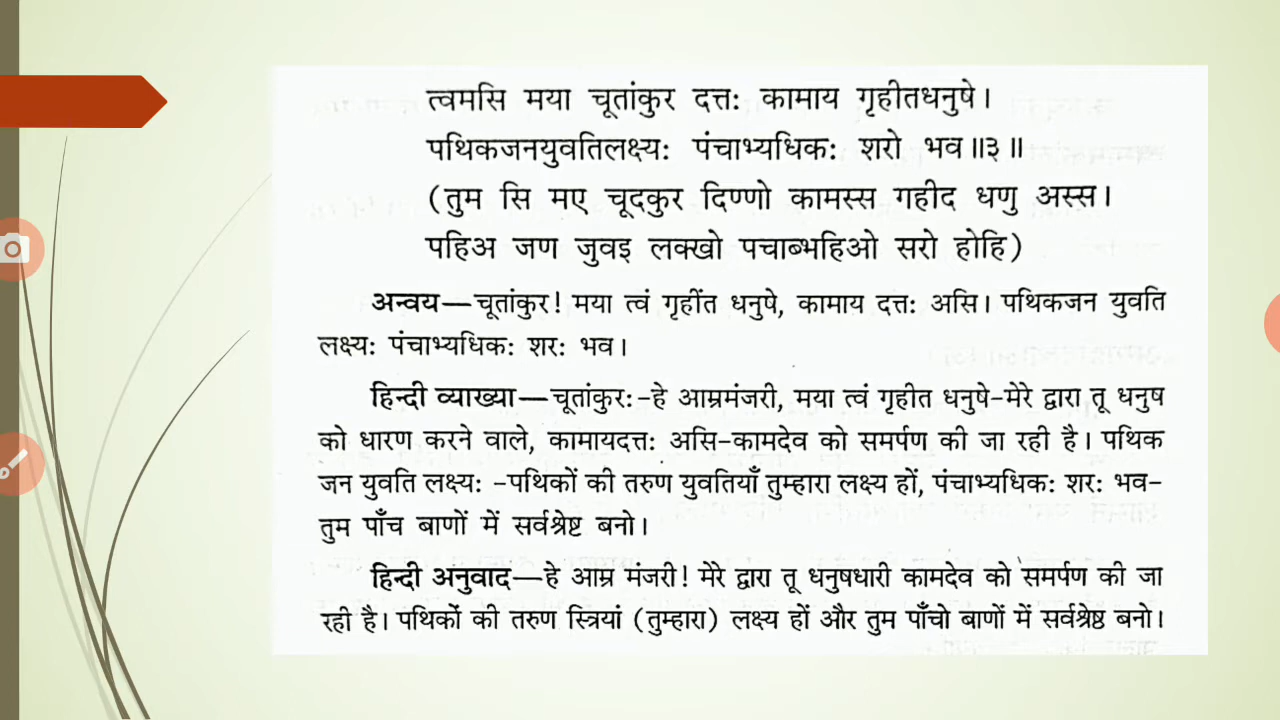 त्वमसि मया चूतांकुर दत्तः कामाय गृहीतधनुषे।
पथिकजनयुवतिलक्ष्यः पंचाभ्यधिकः शरो भव॥३॥
(तुम सि मए चूदकुर दिण्णो कामस्स गहीद धणु अस्स।
पहिअ जण जुवइ लक्खो पचाब्भहिओ सरो होहि)
अन्वय—चूतांकुर! मया त्वं गृहींत धनुषे, कामाय दत्तः असि। पथिकजन युवति
लक्ष्यः पंचाभ्यधिकः शरः भव।
हिन्दी व्याख्या—चूतांकुरः-हे आम्रमंजरी, मया त्वं गृहीत धनुषे-मेरे द्वारा तू धनुष
को धारण करने वाले, कामायदत्तः असि-कामदेव को समर्पण की जा रही है। पथिक
जन युवति लक्ष्यः -पथिकों की तरुण युवतियाँ तुम्हारा लक्ष्य हों, पंचाभ्यधिकः शरः भव-
तुम पाँच बाणों में सर्वश्रेष्ट बनो।
हिन्दी अनुवाद—हे आम्र मंजरी! मेरे द्वारा तू धनुषधारी कामदेव को समर्पण की जा
रही है। पथिकों की तरुण स्त्रियां (तुम्हारा) लक्ष्य हों और तुम पाँचो बाणों में सर्वश्रेष्ठ बनो।